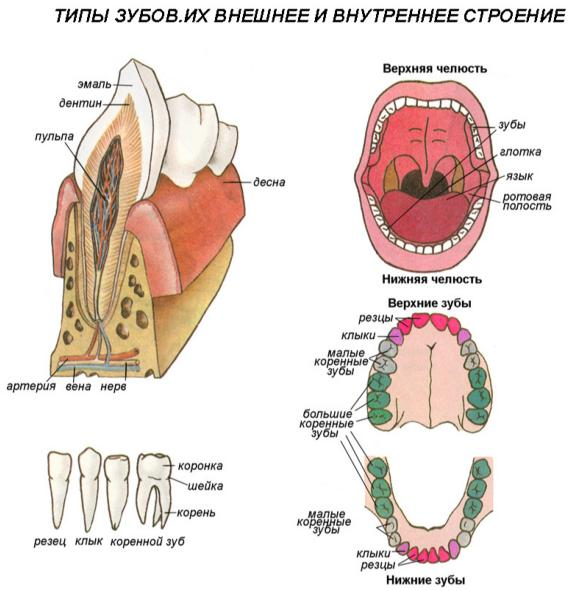 ТИПЫ ЗУБОВ.ИХ ВНЕШНЕЕ И ВНУТРЕННЕЕ СТРОЕНИЕ
эмаль
дентин
пульпа
десна
артерия вена нерв
Верхняя челюсть
зубы
глотка
язык
ротовая
полость
Нижняя челюсть
Верхние зубы
резцы
клыки
малые
коренные
зубы
большие
коренные
зубы
малые
коренные
зубы
клыки
резцы
Нижние зубы
коронка
шейка
корень
резец клык коренной зуб